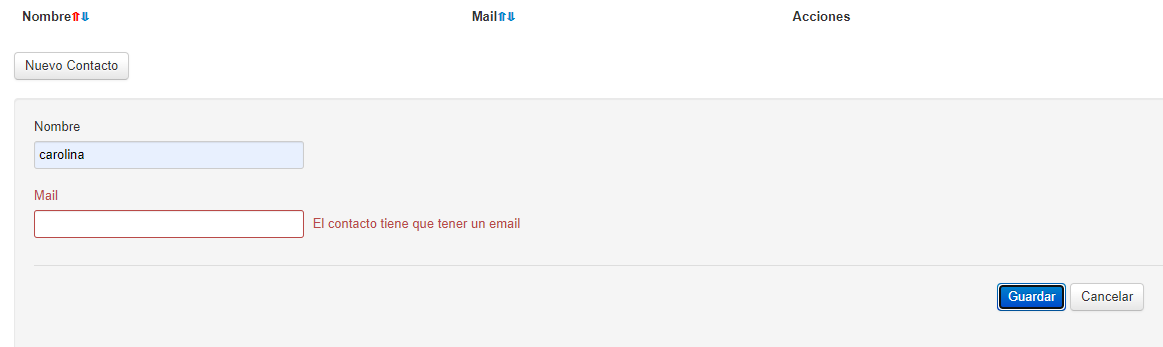 Nombre⇑⇓ Mail⇑⇓ Acciones
Nuevo Contacto
Nombre
carolina
Mail
El contacto tiene que tener un email
Guardar Cancelar